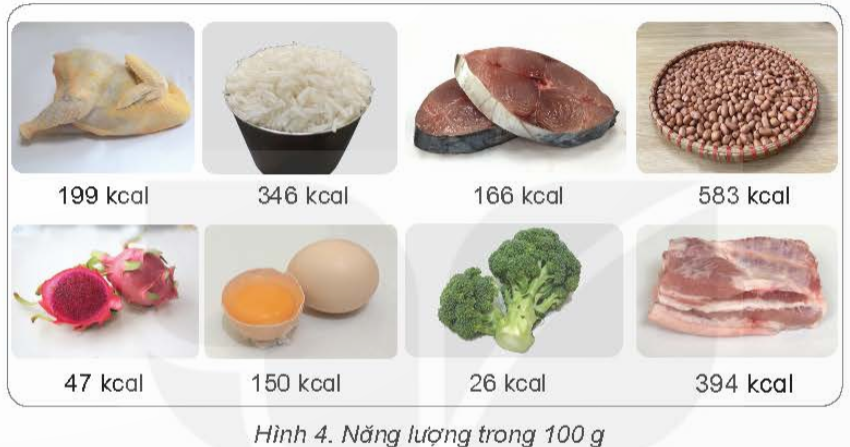 199 kcal
346 kcal
166 kcal
583 kcal
47 kcal
150 kcal
26 kcal
394 kcal
Hình 4. Năng lượng trong 100 g